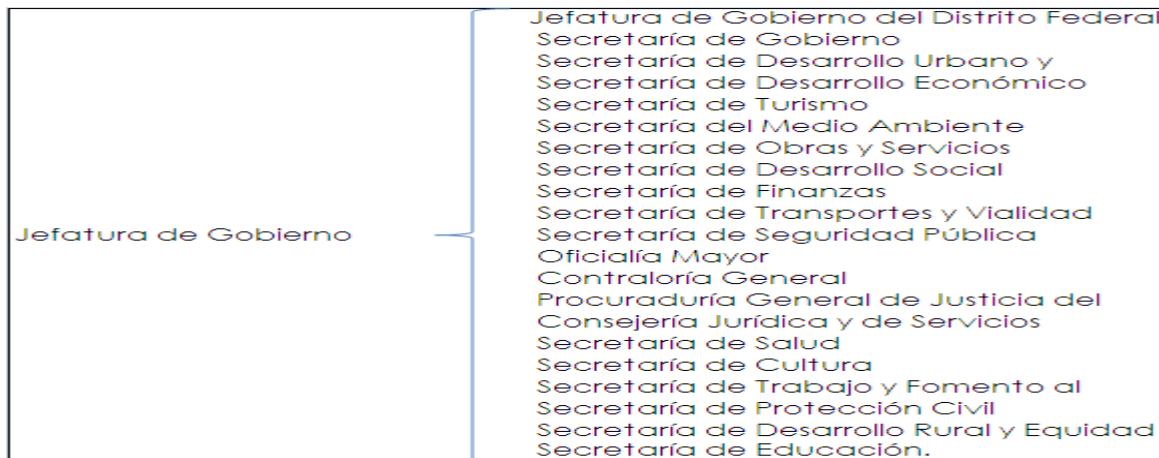 Jefatura de Gobierno
Jefatura de Gobierno del Distrito Federal
Secretaría de Gobierno
Secretaría de Desarrollo Urbano y
Secretaría de Desarrollo Económico
Secretaría de Turismo
Secretaría del Medio Ambiente
Secretaría de Obras y Servicios
Secretaría de Desarrollo Social
Secretaría de Finanzas
Secretaría de Transportes y Vialidad
Secretaría de Seguridad Pública
Oficialía Mayor
Contraloría General
Procuraduría General de Justicia del
Consejería Jurídica y de Servicios
Secretaría de Salud
Secretaría de Cultura
Secretaría de Trabajo y Fomento al
Secretaría de Protección Civil
Secretaría de Desarrollo Rural y Equidad
Secretaría de Educación.